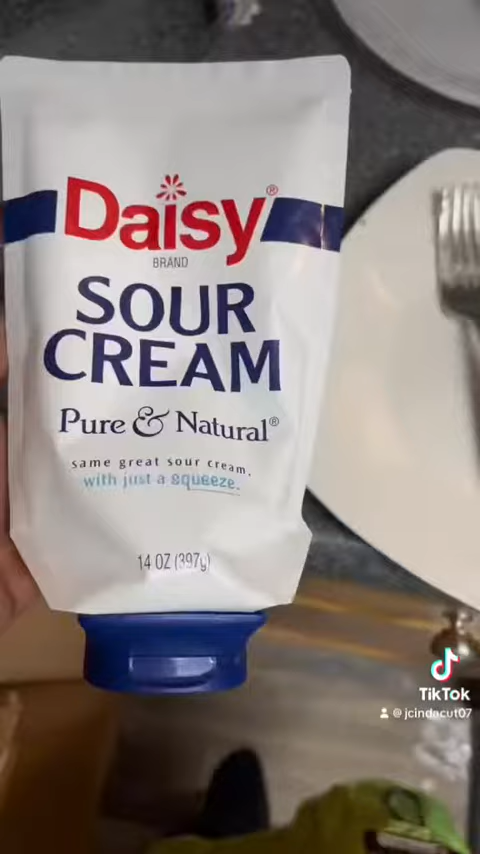 Daisy®
BRAND
SOUR
CREAM
Pure & Natural®
same great sour cream,
with just a squeeze.
14 OZ (397g)
TikTok
@jcindacut07